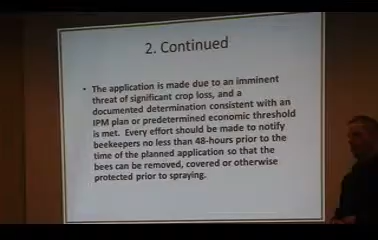 2. Continued
• The application is made due to an imminent
threat of significant crop loss, and a
documented determination consistent with an
IPM plan or predetermined economic threshold
is met. Every effort should be made to notify
beekeepers no less than 48-hours prior to the
time of the planned application so that the
bees can be removed, covered or otherwise
protected prior to spraying.